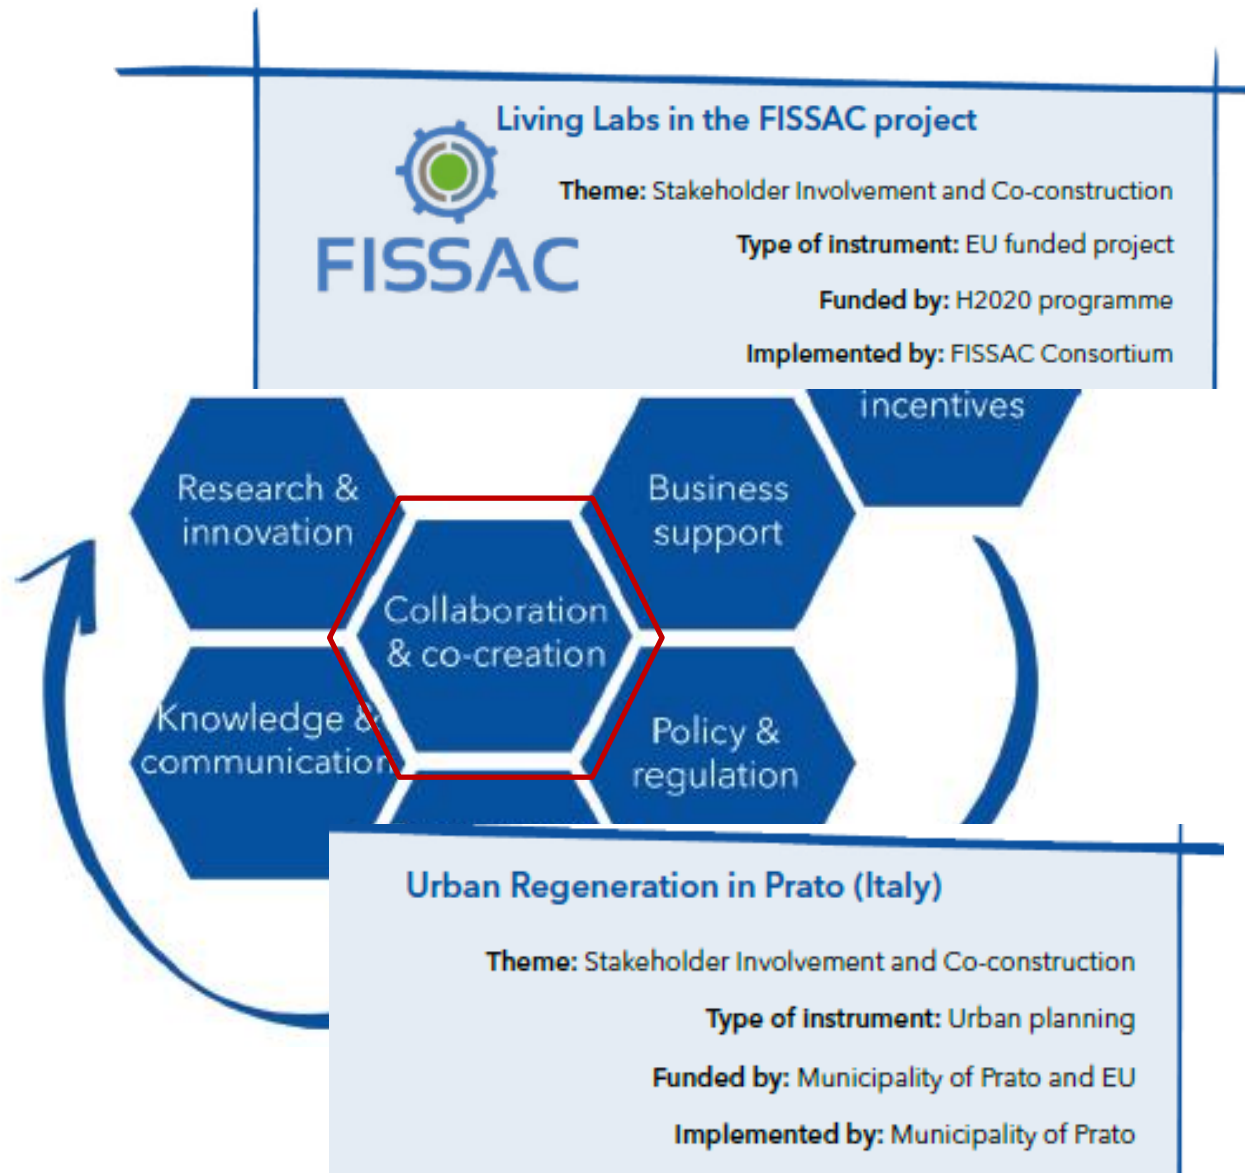 Living Labs in the FISSAC project
FISSAC
Theme: Stakeholder Involvement and Co-construction
Type of instrument: EU funded project
Funded by: H2020 programme
Implemented by: FISSAC Consortium
incentives
Research &
innovation
Business
support
Collaboration
& co-creation
Knowledge &
communication
Policy &
regulation
Urban Regeneration in Prato (Italy)
Theme: Stakeholder Involvement and Co-construction
Type of instrument: Urban planning
Funded by: Municipality of Prato and EU
Implemented by: Municipality of Prato